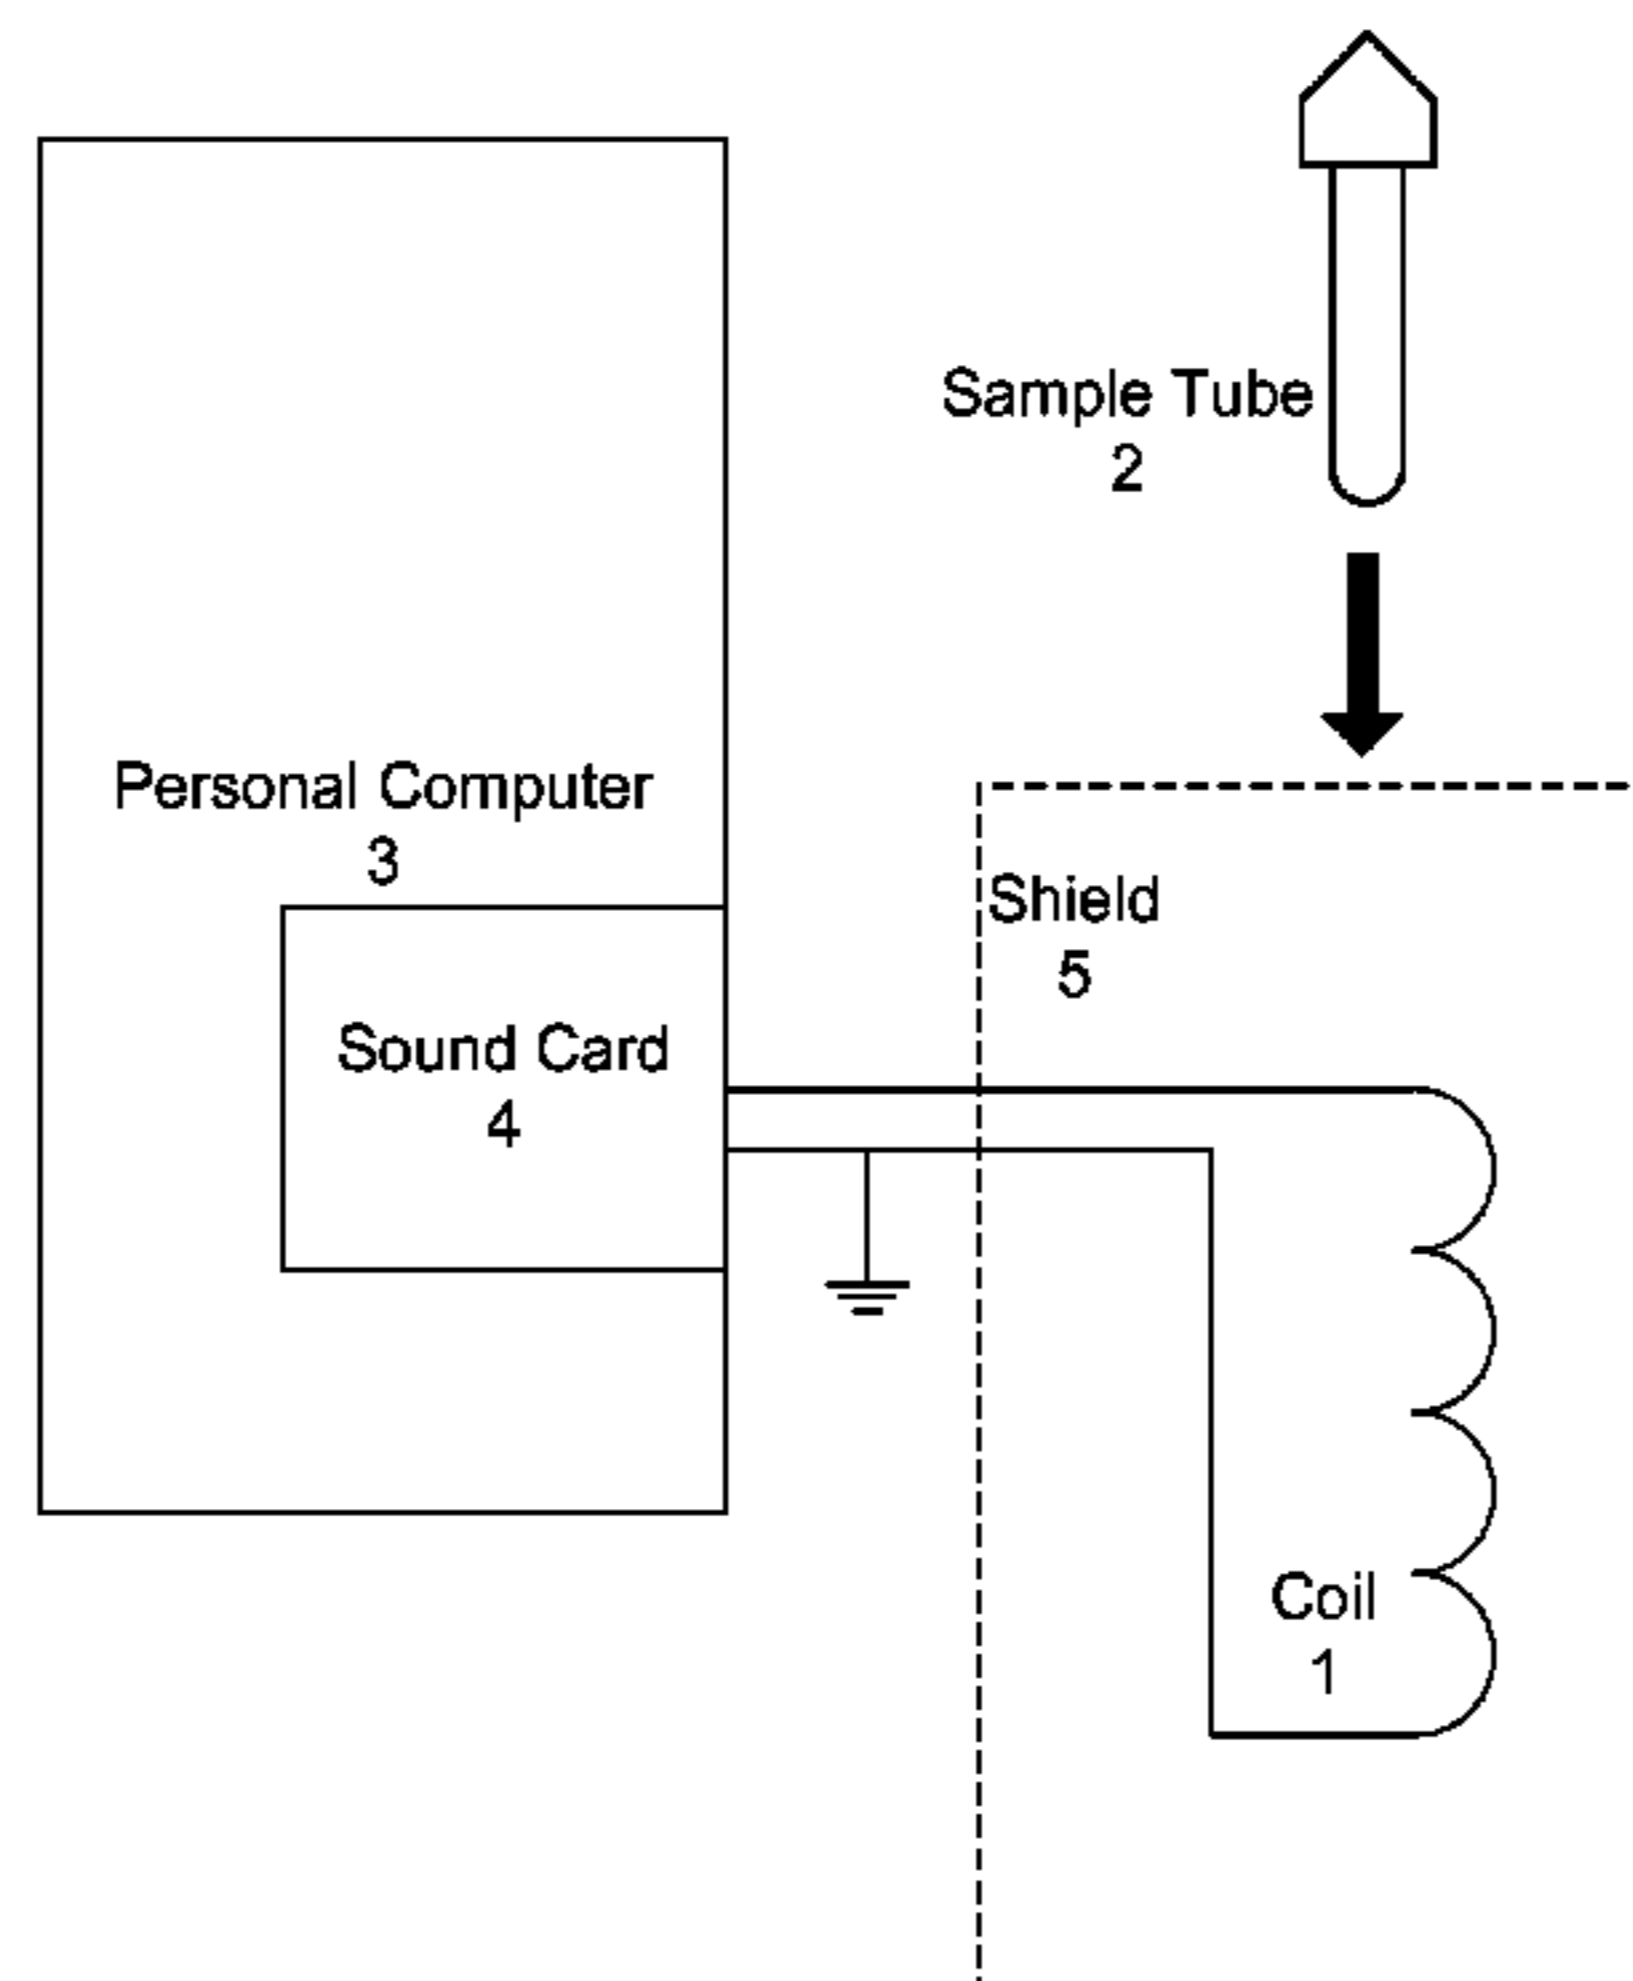 Sample Tube
2
Personal Computer
3
Shield
5
Sound Card
4
Coil
1